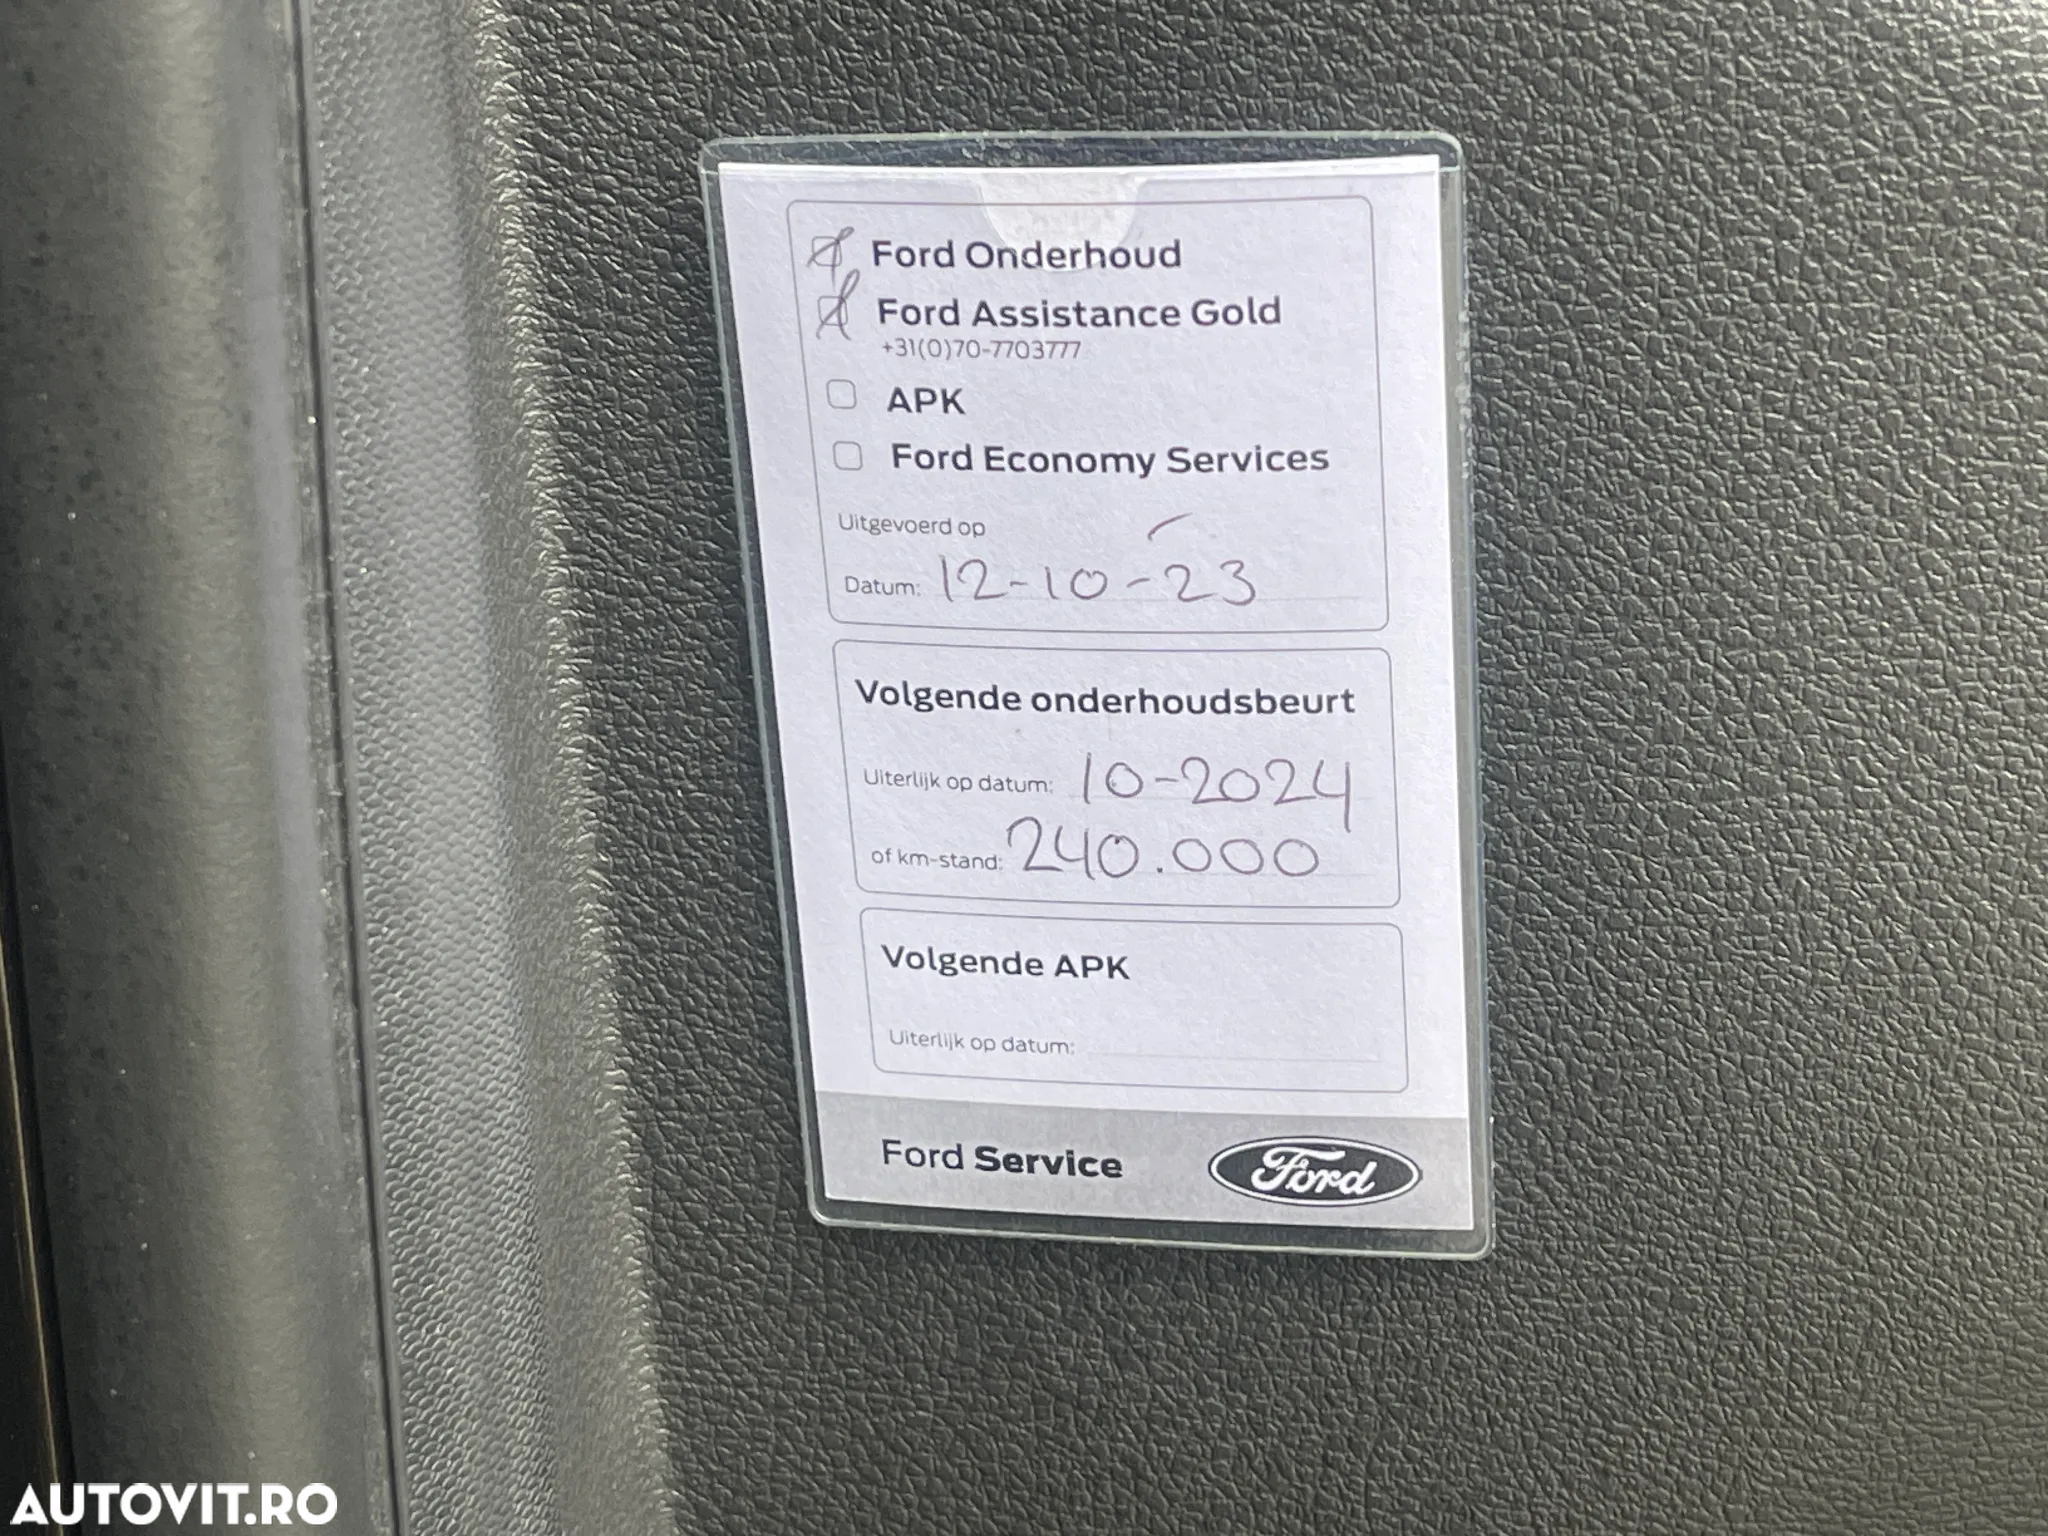 Ford Onderhoud
Ford Assistance Gold
+31(0)70-7703777
APK
Ford Economy Services
Uitgevoerd op
Datum: 12-10-23
Volgende onderhoudsbeurt
Uiterlijk op datum: 10-2024
of km-stand: 240.000
Volgende APK
Uiterlijk op datum:
Ford Service Ford
AUTOVIT.RO